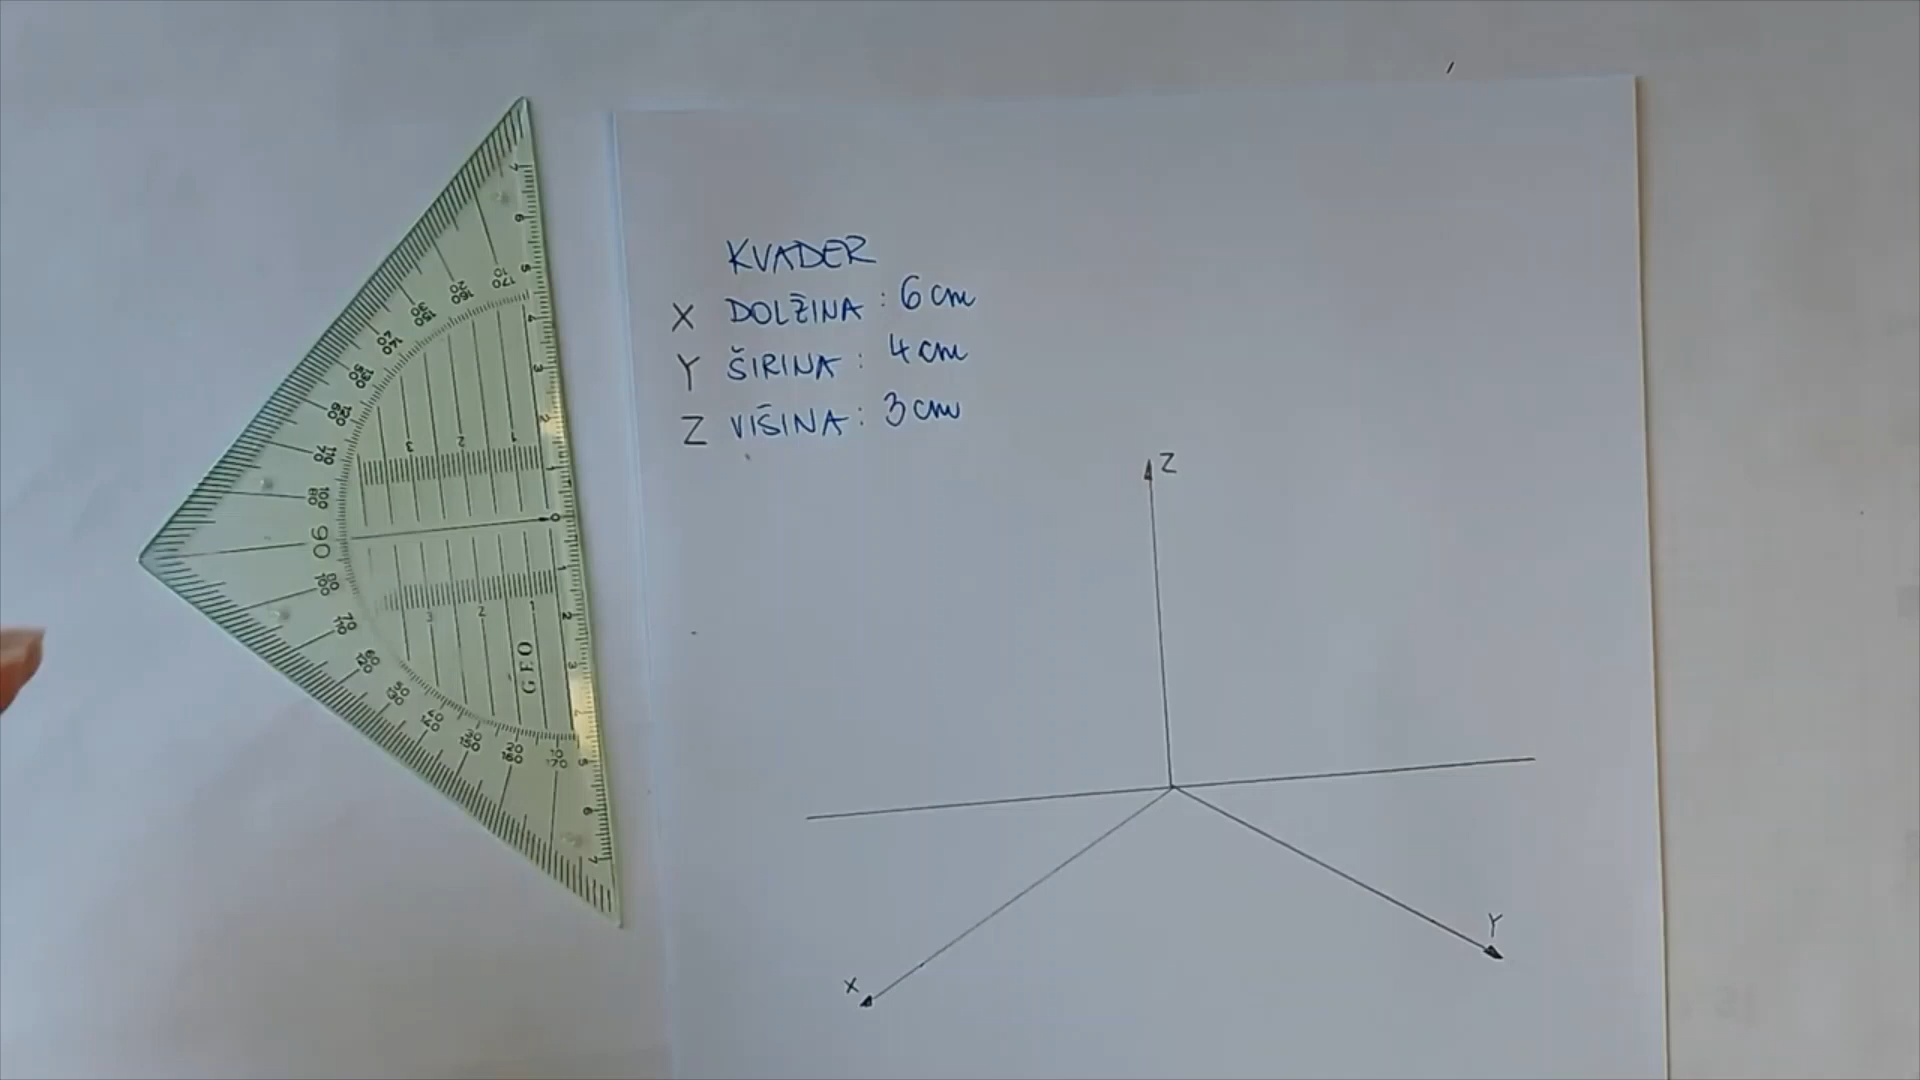 KVADER
X DOLŽINA : 6 cm
Y ŠIRINA : 4 cm
Z VIŠINA : 3 cm
Z
Y
X
GEO